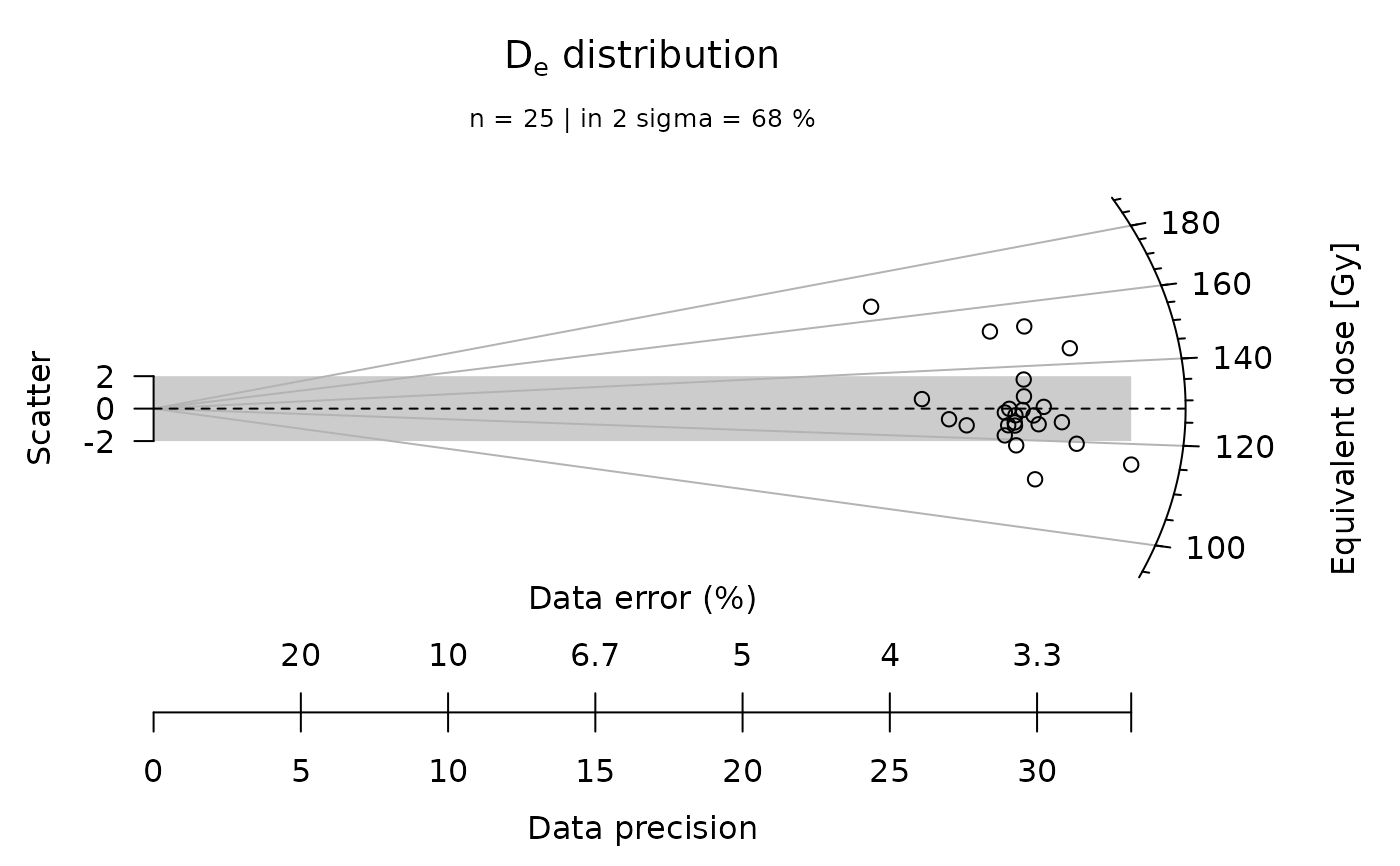 De distribution
n = 25 | in 2 sigma = 68 %
Scatter
2
0
-2
180
160
140
120
100
Equivalent dose [Gy]
Data error (%)
20 10 6.7 5 4 3.3
0 5 10 15 20 25 30
Data precision